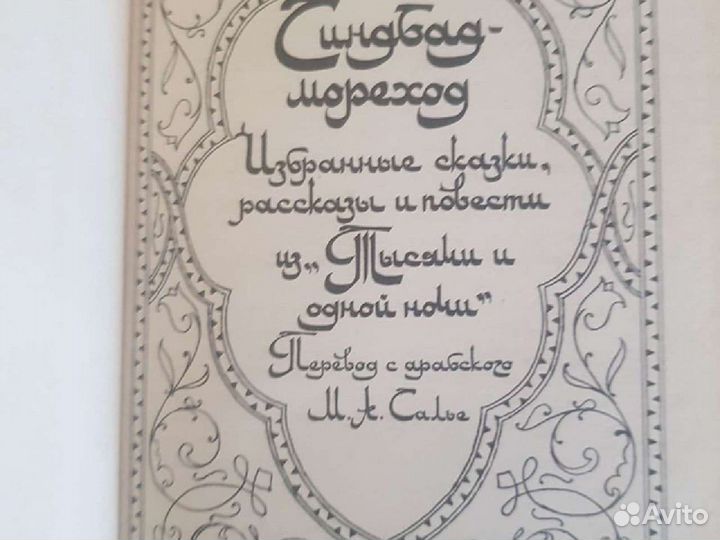 Синдбад-
мореход
Избранные сказки,
рассказы и повести
из „Тысячи и
одной ночи"
Перевод с арабского
М.А. Салье
Avito